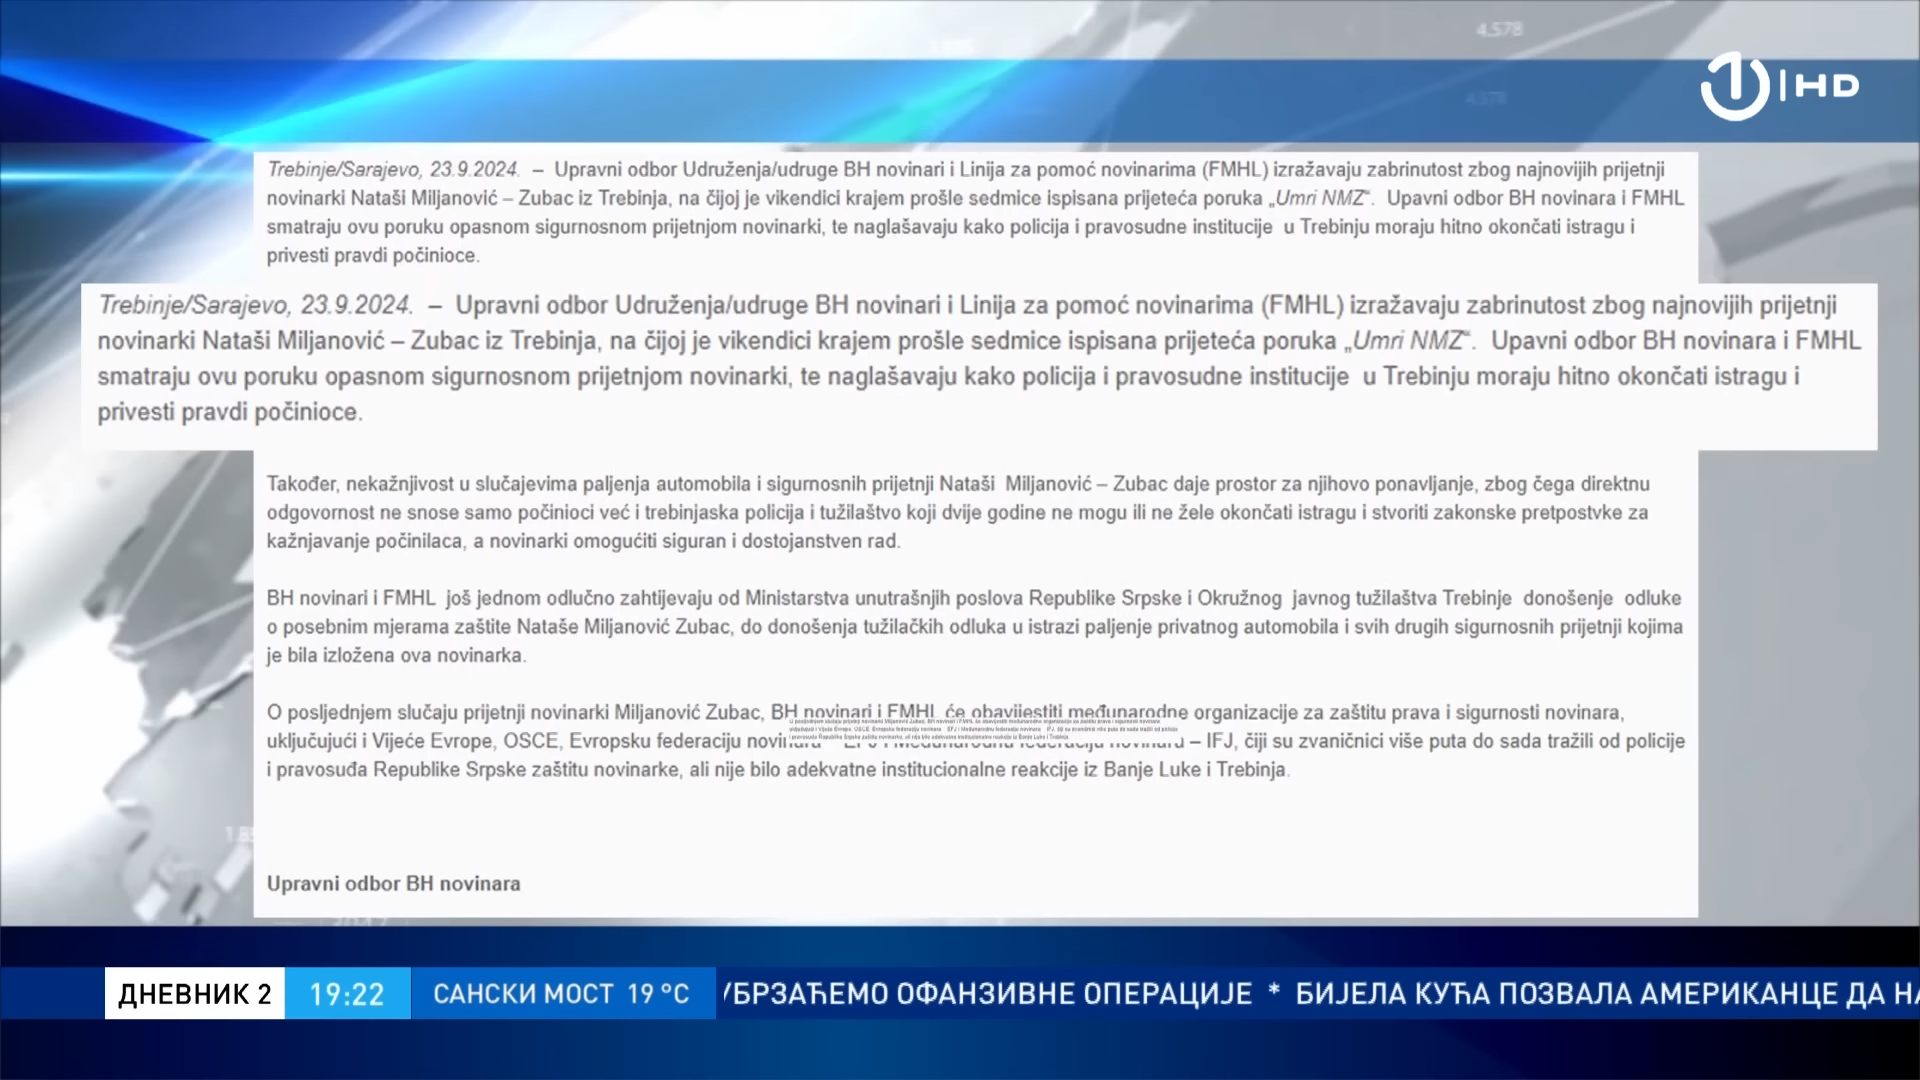 4.578
HD
Trebinje/Sarajevo, 23.9.2024. – Upravni odbor Udruženja/udruge BH novinari i Linija za pomoć novinarima (FMHL) izražavaju zabrinutost zbog najnovijih prijetnji
novinarki Nataši Miljanović – Zubac iz Trebinja, na čijoj je vikendici krajem prošle sedmice ispisana prijeteća poruka „Umri NMZ“. Upavni odbor BH novinara i FMHL
smatraju ovu poruku opasnom sigurnosnom prijetnjom novinarki, te naglašavaju kako policija i pravosudne institucije u Trebinju moraju hitno okončati istragu i
privesti pravdi počinioce.
Trebinje/Sarajevo, 23.9.2024. – Upravni odbor Udruženja/udruge BH novinari i Linija za pomoć novinarima (FMHL) izražavaju zabrinutost zbog najnovijih prijetnji
novinarki Nataši Miljanović – Zubac iz Trebinja, na čijoj je vikendici krajem prošle sedmice ispisana prijeteća poruka „Umri NMZ“. Upavni odbor BH novinara i FMHL
smatraju ovu poruku opasnom sigurnosnom prijetnjom novinarki, te naglašavaju kako policija i pravosudne institucije u Trebinju moraju hitno okončati istragu i
privesti pravdi počinioce.
Također, nekažnjivost u slučajevima paljenja automobila i sigurnosnih prijetnji Nataši Miljanović – Zubac daje prostor za njihovo ponavljanje, zbog čega direktnu
odgovornost ne snose samo počinioci već i trebinjaska policija i tužilaštvo koji dvije godine ne mogu ili ne žele okončati istragu i stvoriti zakonske pretpostvke za
kažnjavanje počinilaca, a novinarki omogućiti siguran i dostojanstven rad.
BH novinari i FMHL još jednom odlučno zahtijevaju od Ministarstva unutrašnjih poslova Republike Srpske i Okružnog javnog tužilaštva Trebinje donošenje odluke
o posebnim mjerama zaštite Nataše Miljanović Zubac, do donošenja tužilačkih odluka u istrazi paljenje privatnog automobila i svih drugih sigurnosnih prijetnji kojima
je bila izložena ova novinarka.
O posljednjem slučaju prijetnji novinarki Miljanović Zubac, BH novinari i FMHL će obavijestiti međunarodne organizacije za zaštitu prava i sigurnosti novinara,
uključujući i Vijeće Evrope, OSCE, Evropsku federaciju novinara – EFJ i Međunarodnu federaciju novinara – IFJ, čiji su zvaničnici više puta do sada tražili od policije
i pravosuđa Republike Srpske zaštitu novinarke, ali nije bilo adekvatne institucionalne reakcije iz Banje Luke i Trebinja.
Upravni odbor BH novinara
ДНЕВНИК 2 19:22 САНСКИ МОСТ 19 °C УБРЗАЋЕМО ОФАНЗИВНЕ ОПЕРАЦИЈЕ * БИЈЕЛА КУЋА ПОЗВАЛА АМЕРИКАНЦЕ ДА НА